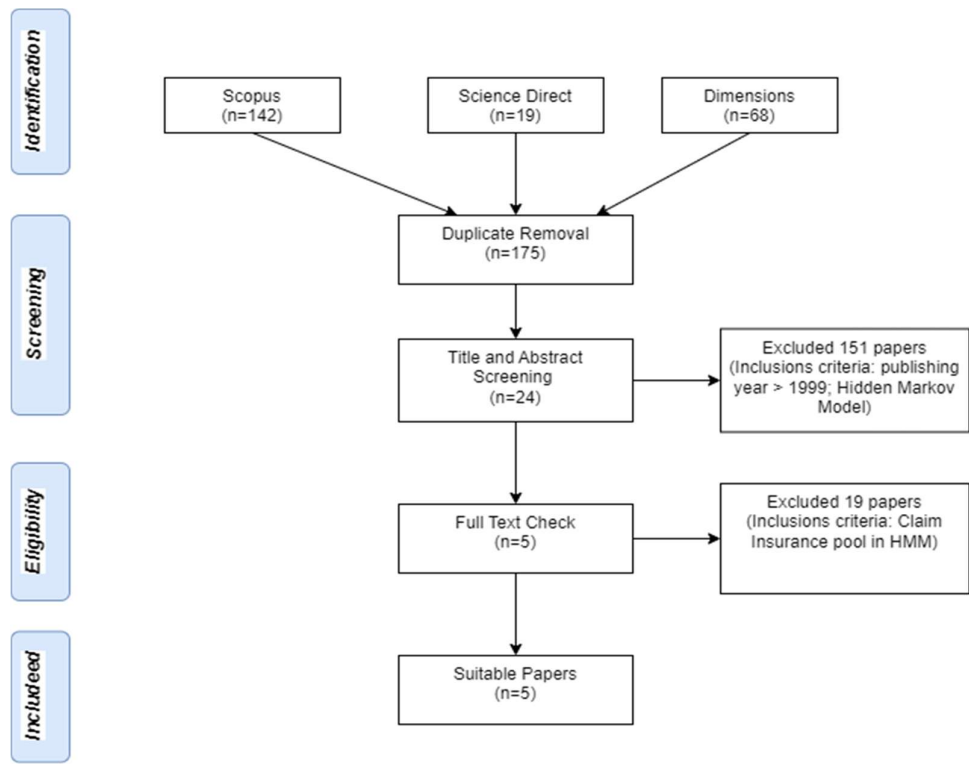 Identification
Scopus
(n=142)
Science Direct
(n=19)
Dimensions
(n=68)
Screening
Duplicate Removal
(n=175)
Title and Abstract
Screening
(n=24)
Excluded 151 papers
(Inclusions criteria: publishing
year > 1999; Hidden Markov
Model)
Eligibility
Full Text Check
(n=5)
Excluded 19 papers
(Inclusions criteria: Claim
Insurance pool in HMM)
Includeed
Suitable Papers
(n=5)